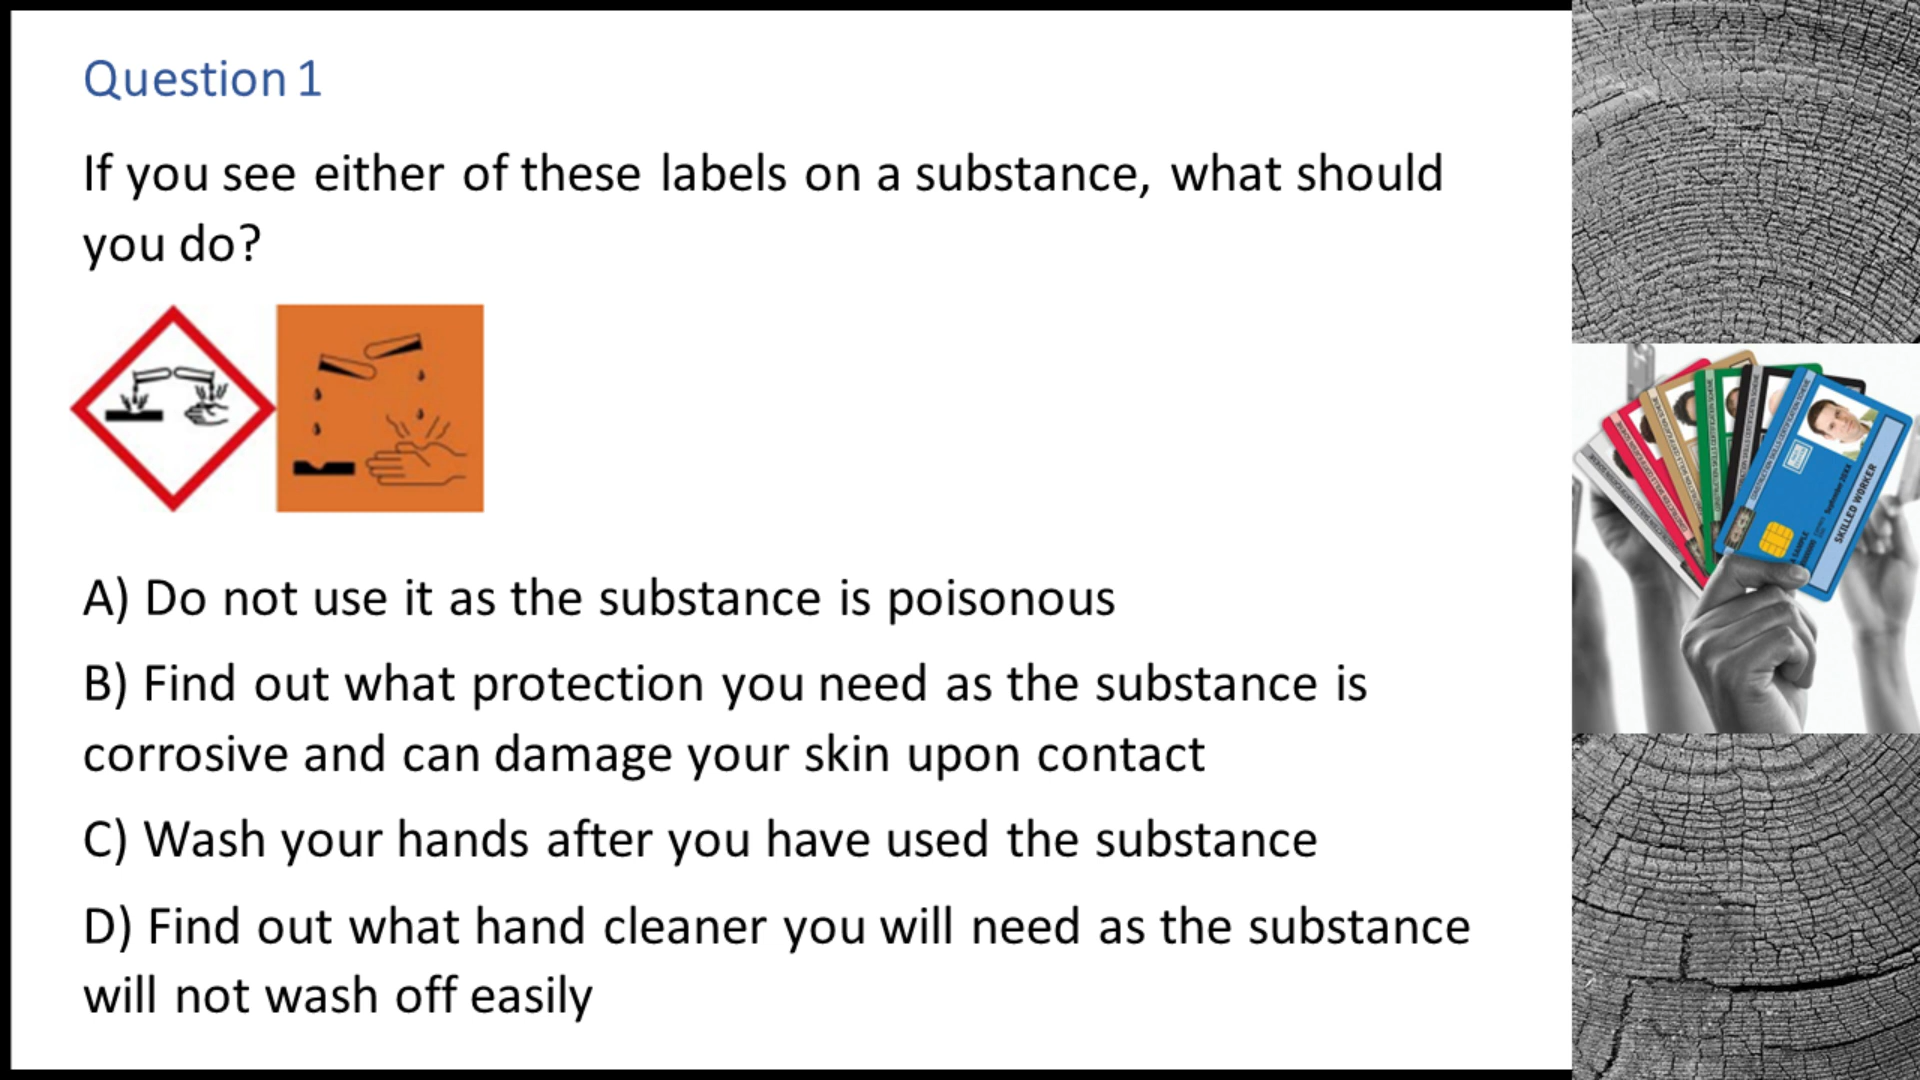 Question 1
If you see either of these labels on a substance, what should
you do?
A) Do not use it as the substance is poisonous
B) Find out what protection you need as the substance is
corrosive and can damage your skin upon contact
C) Wash your hands after you have used the substance
D) Find out what hand cleaner you will need as the substance
will not wash off easily
SKILLED WORKER